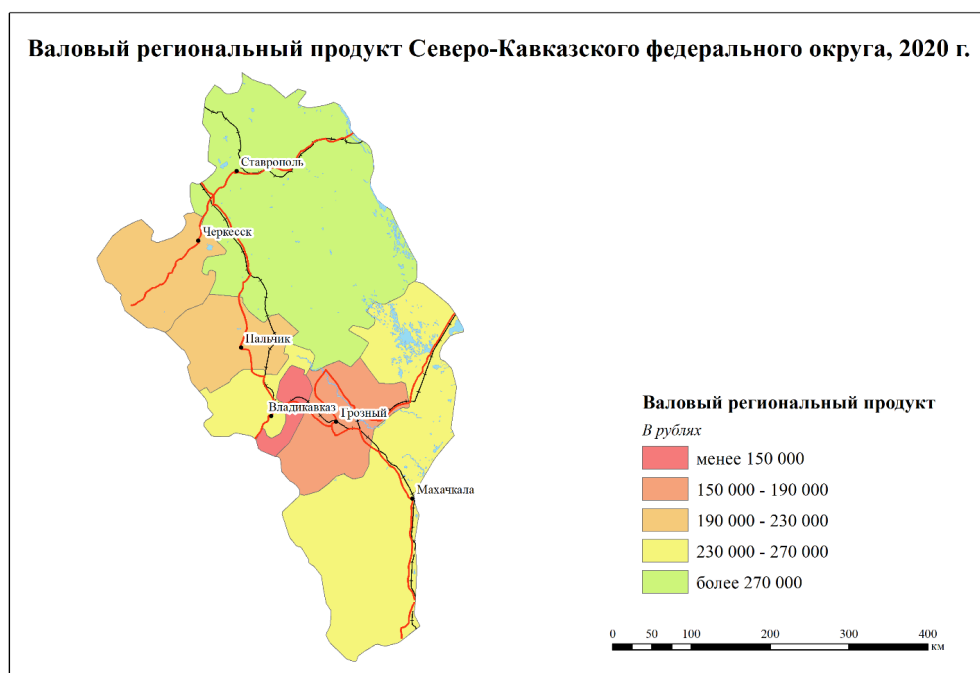 Валовый региональный продукт Северо-Кавказского федерального округа, 2020 г.
Ставрополь
Черкесск
Нальчик
Владикавказ
Грозный
Махачкала
Валовый региональный продукт
В рублях
менее 150 000
150 000 - 190 000
190 000 - 230 000
230 000 - 270 000
более 270 000
0 50 100 200 300 400
км